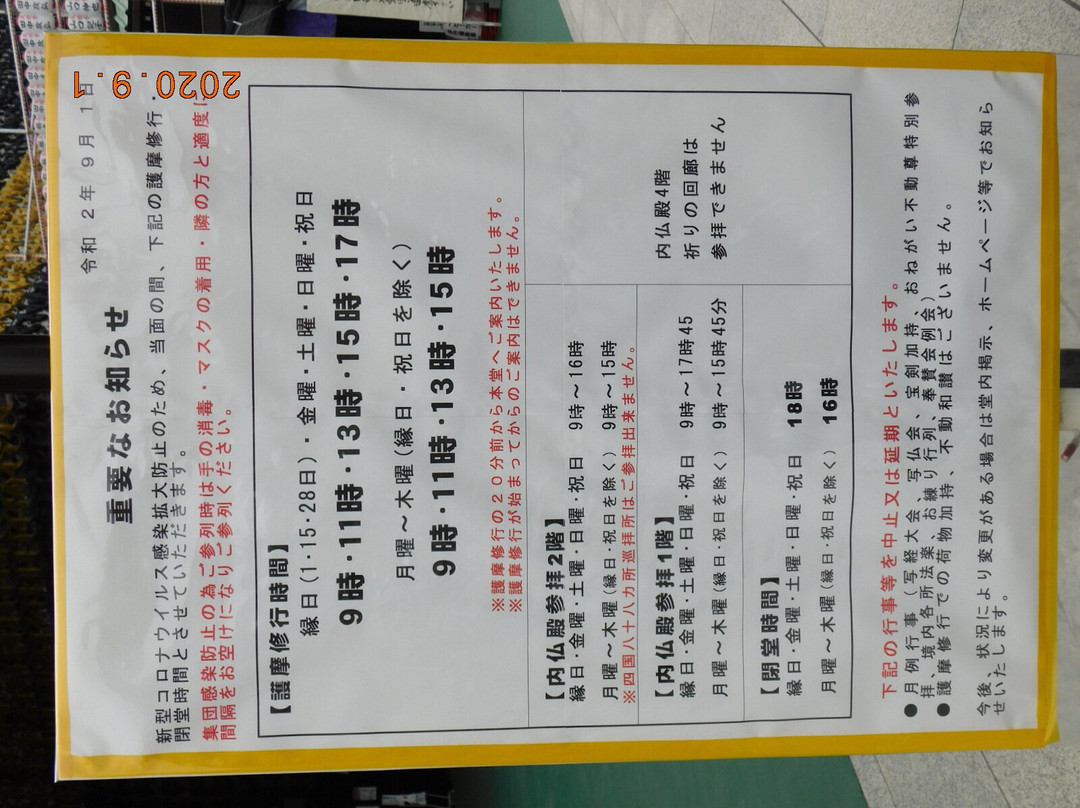 令和２年９月１日
重要なお知らせ
新型コロナウイルス感染拡大防止のため、当面の間、下記の護摩修行・
閉堂時間とさせていただきます。
集団感染防止の為ご参列時は手の消毒・マスクの着用・隣の方と適度に
間隔をお空けになりご参列ください。
【護摩修行時間】
縁日(1・15・28日)・金曜・土曜・日曜・祝日
9時・11時・13時・15時・17時
月曜～木曜(縁日・祝日を除く)
9時・11時・13時・15時
※護摩修行の２０分前から本堂へご案内いたします。
※護摩修行が始まってからのご案内はできません。
【内仏殿参拝2階】
縁日・金曜・土曜・日曜・祝日 9時～16時
月曜～木曜(縁日・祝日を除く) 9時～15時
※四国八十八カ所巡拝所はご参拝出来ません。
【内仏殿参拝1階】
縁日・金曜・土曜・日曜・祝日 9時～17時45
月曜～木曜(縁日・祝日を除く) 9時～15時45分
内仏殿4階
祈りの回廊は
参拝できません
【閉堂時間】
縁日・金曜・土曜・日曜・祝日 18時
月曜～木曜(縁日・祝日を除く) 16時
下記の行事等を中止又は延期といたします。
●月例行事（写経大会、写仏会、宝剣加持、おねがい不動尊特別参
拝、境内各所法楽、お練り行列、奉賛会例会）
●護摩修行での荷物加持、不動和讃はございません。
今後、状況により変更がある場合は堂内掲示、ホームページ等でお知ら
せいたします。
2020.9.1